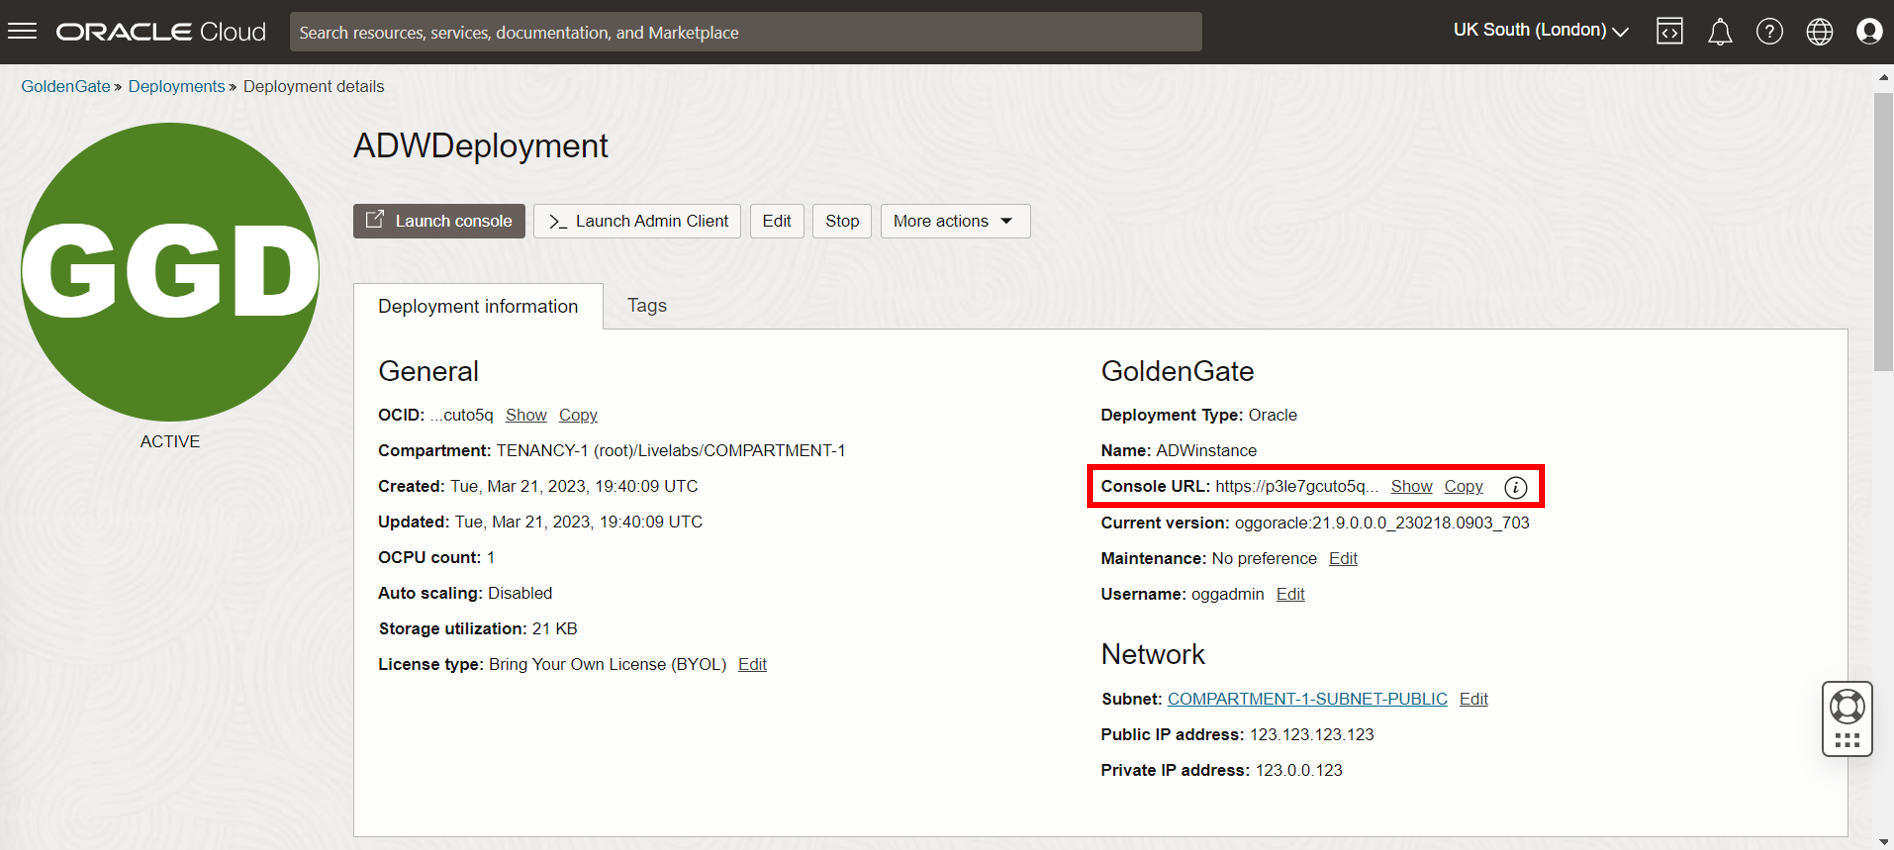 ORACLE Cloud
Search resources, services, documentation, and Marketplace
UK South (London)
GoldenGate » Deployments » Deployment details
GGD
ACTIVE
ADWDeployment
Launch console
>_ Launch Admin Client
Edit
Stop
More actions
Deployment information
Tags
General
OCID: ...cuto5q Show Copy
Compartment: TENANCY-1 (root)/Livelabs/COMPARTMENT-1
Created: Tue, Mar 21, 2023, 19:40:09 UTC
Updated: Tue, Mar 21, 2023, 19:40:09 UTC
OCPU count: 1
Auto scaling: Disabled
Storage utilization: 21 KB
License type: Bring Your Own License (BYOL) Edit
GoldenGate
Deployment Type: Oracle
Name: ADWinstance
Console URL: https://p3le7gcuto5q... Show Copy i
Current version: oggoracle:21.9.0.0.0_230218.0903_703
Maintenance: No preference Edit
Username: oggadmin Edit
Network
Subnet: COMPARTMENT-1-SUBNET-PUBLIC Edit
Public IP address: 123.123.123.123
Private IP address: 123.0.0.123